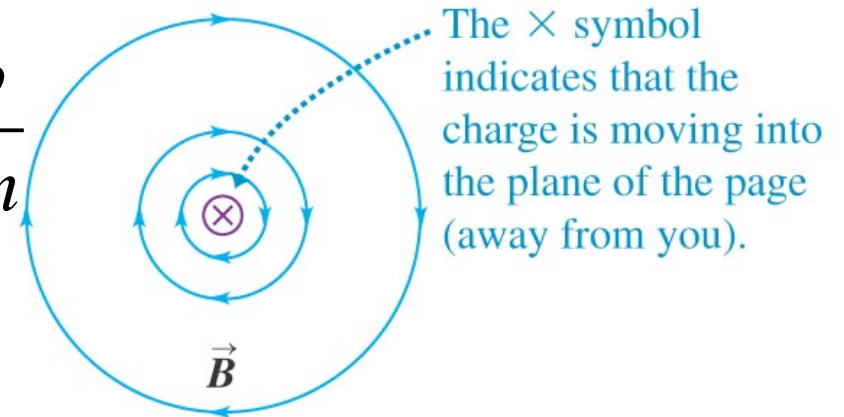 The × symbol
indicates that the
charge is moving into
the plane of the page
(away from you).
B⃗